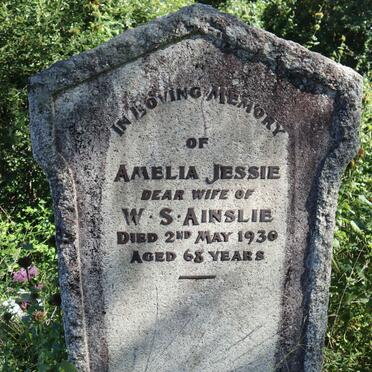 IN LOVING MEMORY
OF
AMELIA JESSIE
DEAR WIFE OF
W·S·AINSLIE
DIED 2ND MAY 1930
AGED 68 YEARS